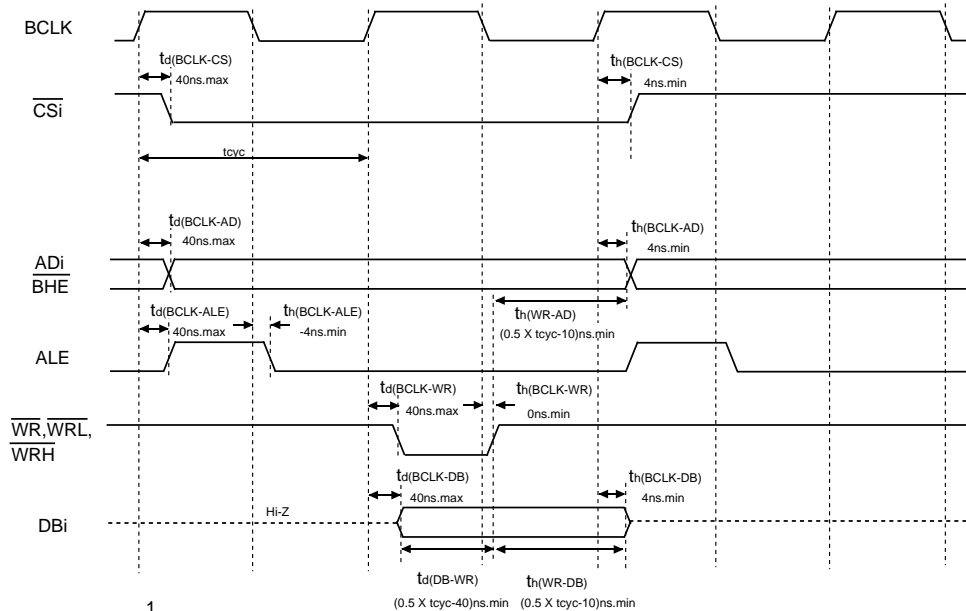 BCLK
td(BCLK-CS)
40ns.max
th(BCLK-CS)
4ns.min
CSi
tcyc
td(BCLK-AD)
40ns.max
th(BCLK-AD)
4ns.min
ADi
BHE
td(BCLK-ALE)
40ns.max
th(BCLK-ALE)
-4ns.min
th(WR-AD)
(0.5 X tcyc-10)ns.min
ALE
td(BCLK-WR)
40ns.max
th(BCLK-WR)
0ns.min
WR,WRL,
WRH
td(BCLK-DB)
40ns.max
th(BCLK-DB)
4ns.min
Hi-Z
DBi
td(DB-WR)
(0.5 X tcyc-40)ns.min
th(WR-DB)
(0.5 X tcyc-10)ns.min
1